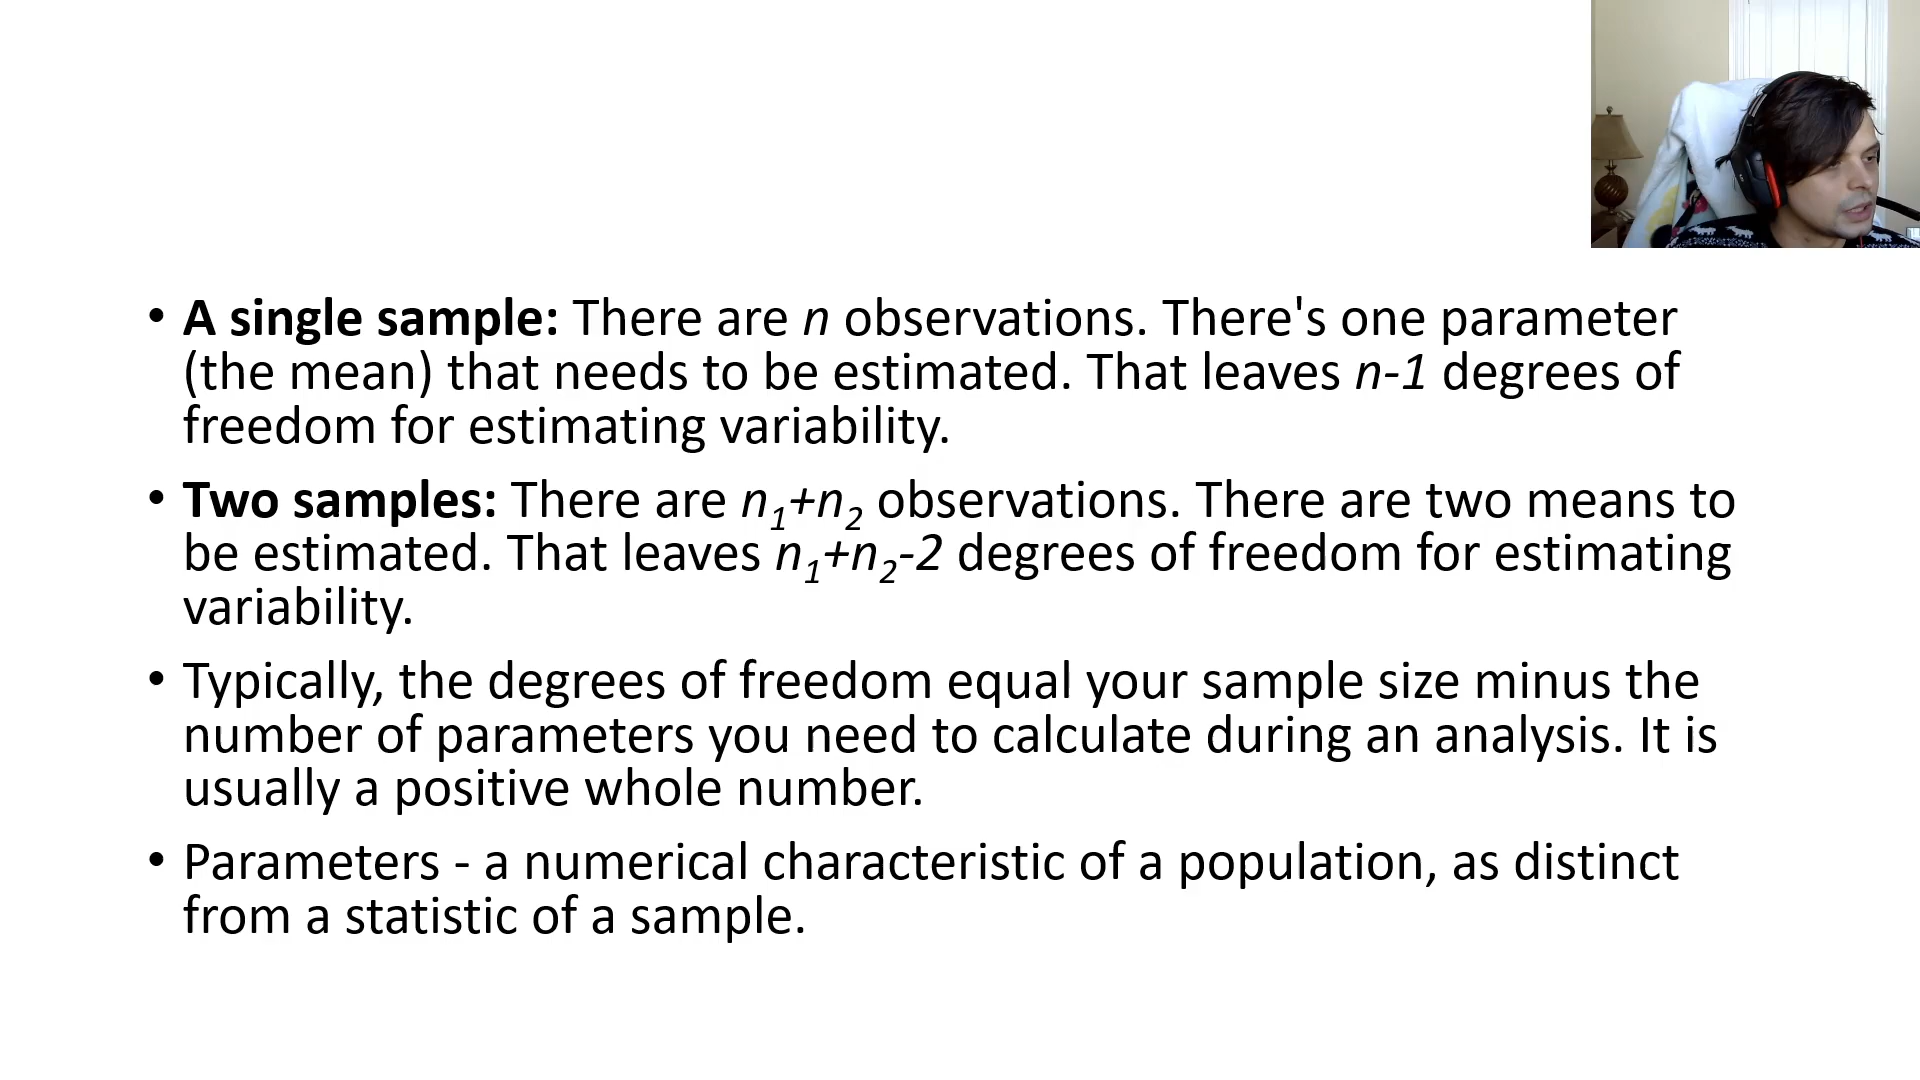 • A single sample: There are n observations. There's one parameter
(the mean) that needs to be estimated. That leaves n-1 degrees of
freedom for estimating variability.
• Two samples: There are n₁+n₂ observations. There are two means to
be estimated. That leaves n₁+n₂-2 degrees of freedom for estimating
variability.
• Typically, the degrees of freedom equal your sample size minus the
number of parameters you need to calculate during an analysis. It is
usually a positive whole number.
• Parameters - a numerical characteristic of a population, as distinct
from a statistic of a sample.